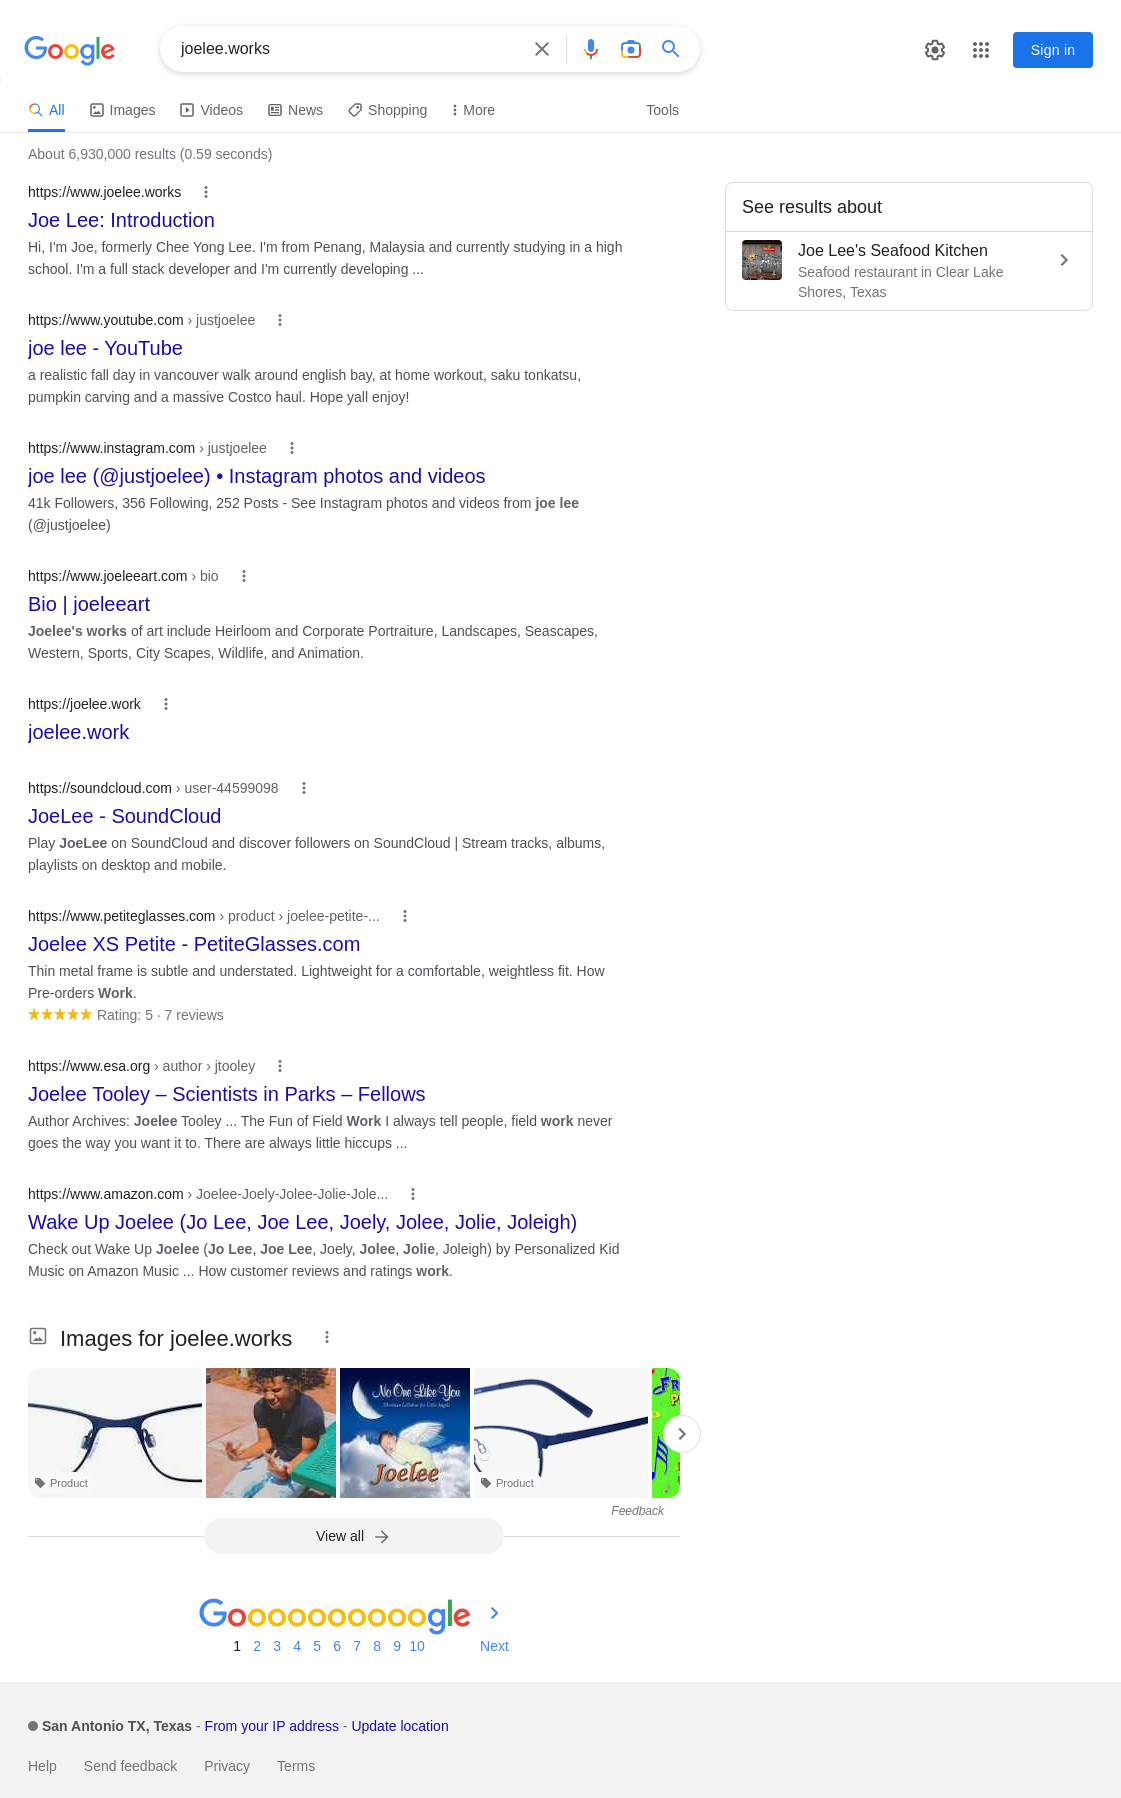 Google
joelee.works
Sign in
All
Images
Videos
News
Shopping
More
Tools
About 6,930,000 results (0.59 seconds)
https://www.joelee.works
Joe Lee: Introduction
Hi, I'm Joe, formerly Chee Yong Lee. I'm from Penang, Malaysia and currently studying in a high
school. I'm a full stack developer and I'm currently developing ...
https://www.youtube.com › justjoelee
joe lee - YouTube
a realistic fall day in vancouver walk around english bay, at home workout, saku tonkatsu,
pumpkin carving and a massive Costco haul. Hope yall enjoy!
https://www.instagram.com › justjoelee
joe lee (@justjoelee) • Instagram photos and videos
41k Followers, 356 Following, 252 Posts - See Instagram photos and videos from joe lee
(@justjoelee)
https://www.joeleeart.com › bio
Bio | joeleeart
Joelee's works of art include Heirloom and Corporate Portraiture, Landscapes, Seascapes,
Western, Sports, City Scapes, Wildlife, and Animation.
https://joelee.work
joelee.work
https://soundcloud.com › user-44599098
JoeLee - SoundCloud
Play JoeLee on SoundCloud and discover followers on SoundCloud | Stream tracks, albums,
playlists on desktop and mobile.
https://www.petiteglasses.com › product › joelee-petite-...
Joelee XS Petite - PetiteGlasses.com
Thin metal frame is subtle and understated. Lightweight for a comfortable, weightless fit. How
Pre-orders Work.
Rating: 5 · 7 reviews
https://www.esa.org › author › jtooley
Joelee Tooley – Scientists in Parks – Fellows
Author Archives: Joelee Tooley ... The Fun of Field Work I always tell people, field work never
goes the way you want it to. There are always little hiccups ...
https://www.amazon.com › Joelee-Joely-Jolee-Jolie-Jole...
Wake Up Joelee (Jo Lee, Joe Lee, Joely, Jolee, Jolie, Joleigh)
Check out Wake Up Joelee (Jo Lee, Joe Lee, Joely, Jolee, Jolie, Joleigh) by Personalized Kid
Music on Amazon Music ... How customer reviews and ratings work.
See results about
Joe Lee's Seafood Kitchen
Seafood restaurant in Clear Lake
Shores, Texas
Images for joelee.works
Product
No One Like You
Christian Lullabies for Little Angels
Joelee
Product
Feedback
View all
Goooooooooogle
1 2 3 4 5 6 7 8 9 10 Next
San Antonio TX, Texas - From your IP address - Update location
Help Send feedback Privacy Terms